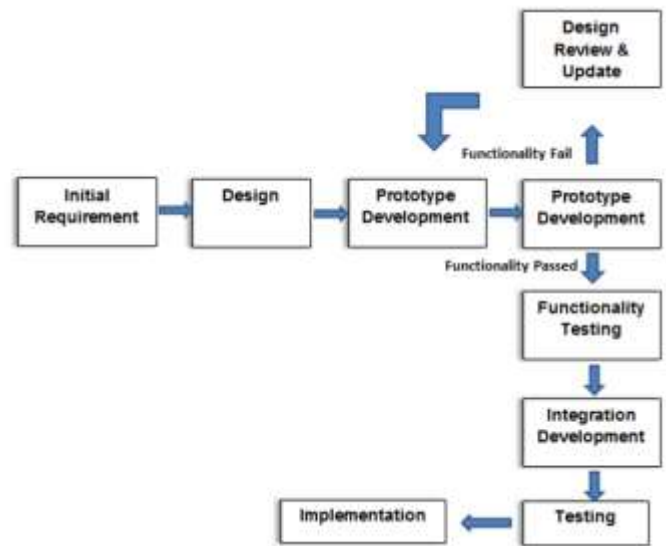 Design
Review &
Update
Functionality Fail
Initial
Requirement
Design
Prototype
Development
Prototype
Development
Functionality Passed
Functionality
Testing
Integration
Development
Implementation
Testing